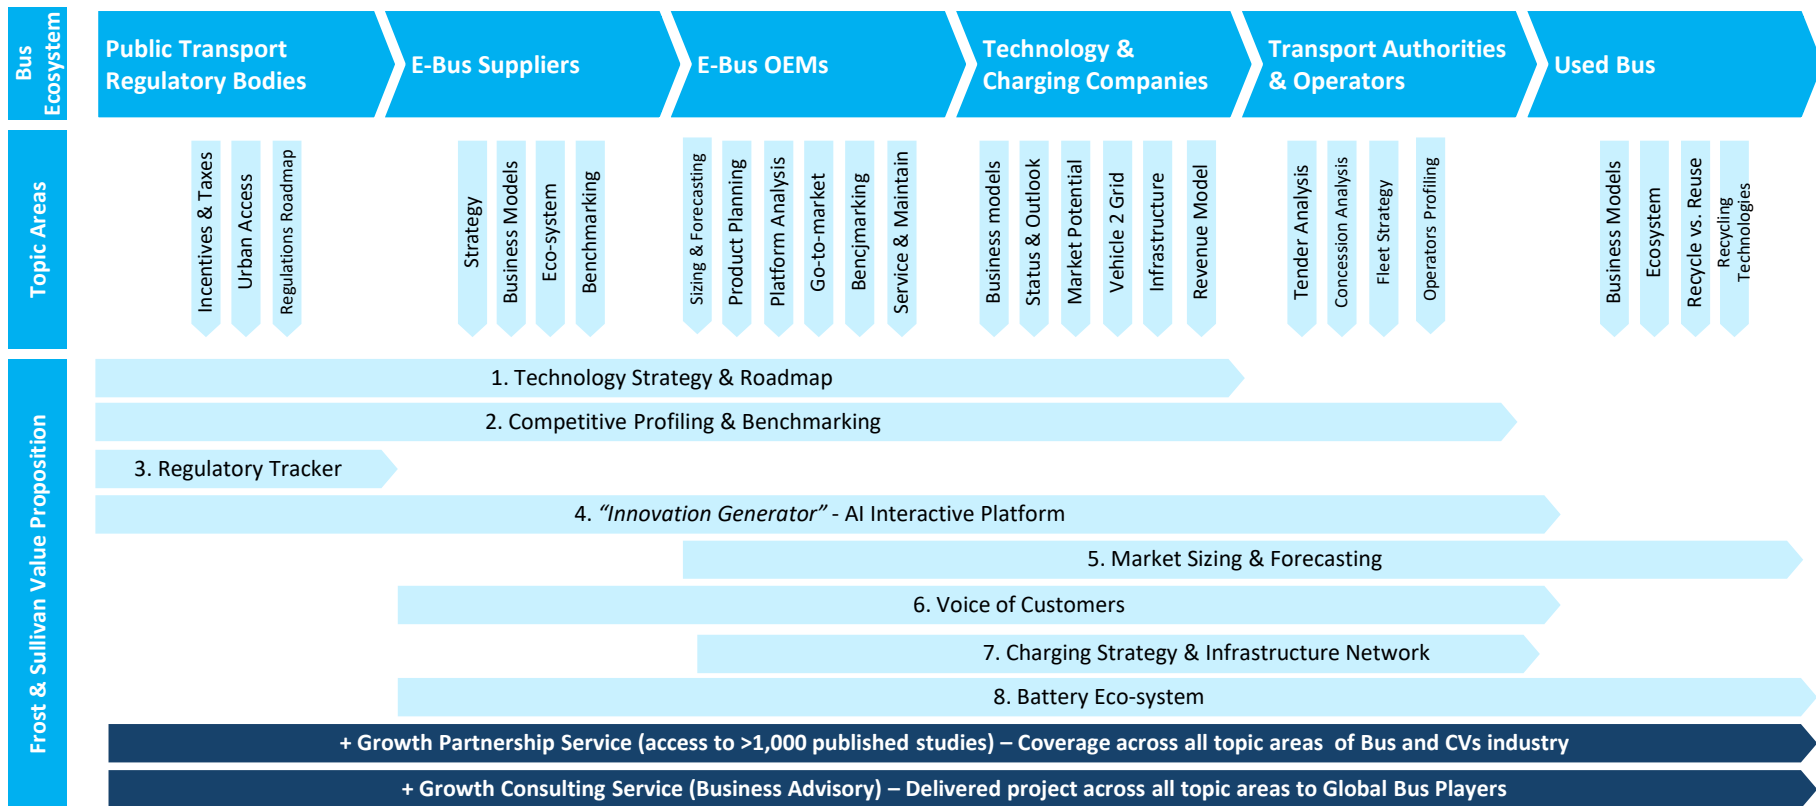 Bus
Ecosystem
Public Transport
Regulatory Bodies
E-Bus Suppliers
E-Bus OEMs
Technology &
Charging Companies
Transport Authorities
& Operators
Used Bus
Topic Areas
Incentives & Taxes
Urban Access
Regulations Roadmap
Strategy
Business Models
Eco-system
Benchmarking
Sizing & Forecasting
Product Planning
Platform Analysis
Go-to-market
Bencjmarking
Service & Maintain
Business models
Status & Outlook
Market Potential
Vehicle 2 Grid
Infrastructure
Revenue Model
Tender Analysis
Concession Analysis
Fleet Strategy
Operators Profiling
Business Models
Ecosystem
Recycle vs. Reuse
Recycling
Technologies
Frost & Sullivan Value Proposition
1. Technology Strategy & Roadmap
2. Competitive Profiling & Benchmarking
3. Regulatory Tracker
4. “Innovation Generator” - AI Interactive Platform
5. Market Sizing & Forecasting
6. Voice of Customers
7. Charging Strategy & Infrastructure Network
8. Battery Eco-system
+ Growth Partnership Service (access to >1,000 published studies) – Coverage across all topic areas of Bus and CVs industry
+ Growth Consulting Service (Business Advisory) – Delivered project across all topic areas to Global Bus Players